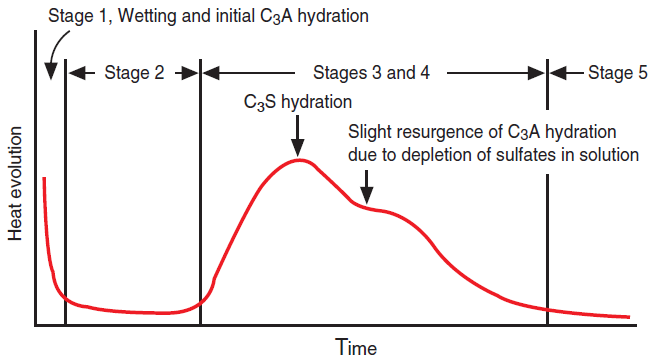 Stage 1, Wetting and initial C₃A hydration
Stage 2
Stages 3 and 4
Stage 5
C₃S hydration
Slight resurgence of C₃A hydration
due to depletion of sulfates in solution
Heat evolution
Time